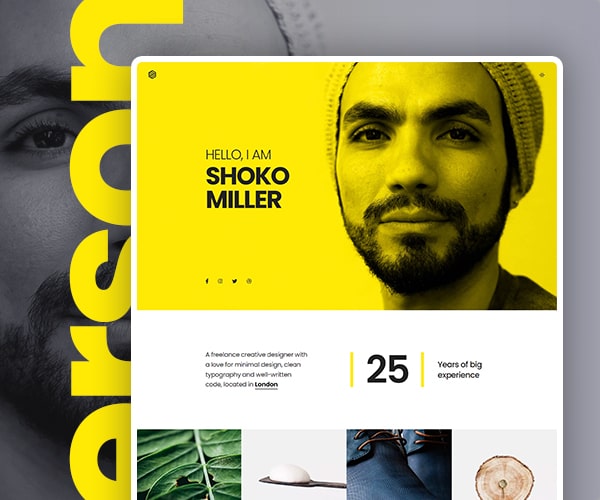 erson
HELLO, I AM
SHOKO
MILLER
A freelance creative designer with
a love for minimal design, clean
typography and well-written
code, located in London
25
Years of big
experience